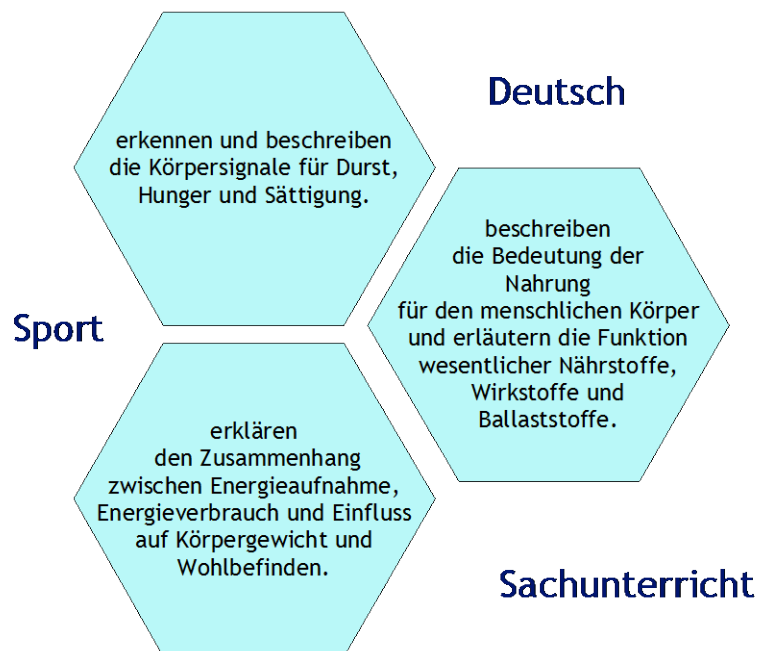 Deutsch
erkennen und beschreiben
die Körpersignale für Durst,
Hunger und Sättigung.
beschreiben
die Bedeutung der
Nahrung
für den menschlichen Körper
und erläutern die Funktion
wesentlicher Nährstoffe,
Wirkstoffe und
Ballaststoffe.
Sport
erklären
den Zusammenhang
zwischen Energieaufnahme,
Energieverbrauch und Einfluss
auf Körpergewicht und
Wohlbefinden.
Sachunterricht